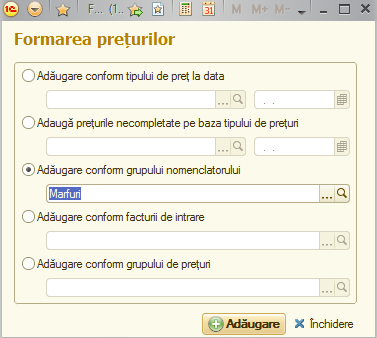 F... (1...
M M+ M-
Formarea prețurilor
Adăugare conform tipului de preț la data
...
. .
Adaugă prețurile necompletate pe baza tipului de prețuri
...
. .
Adăugare conform grupului nomenclatorului
Marfuri
...
Adăugare conform facturii de intrare
...
Adăugare conform grupului de prețuri
...
Adăugare
Închidere